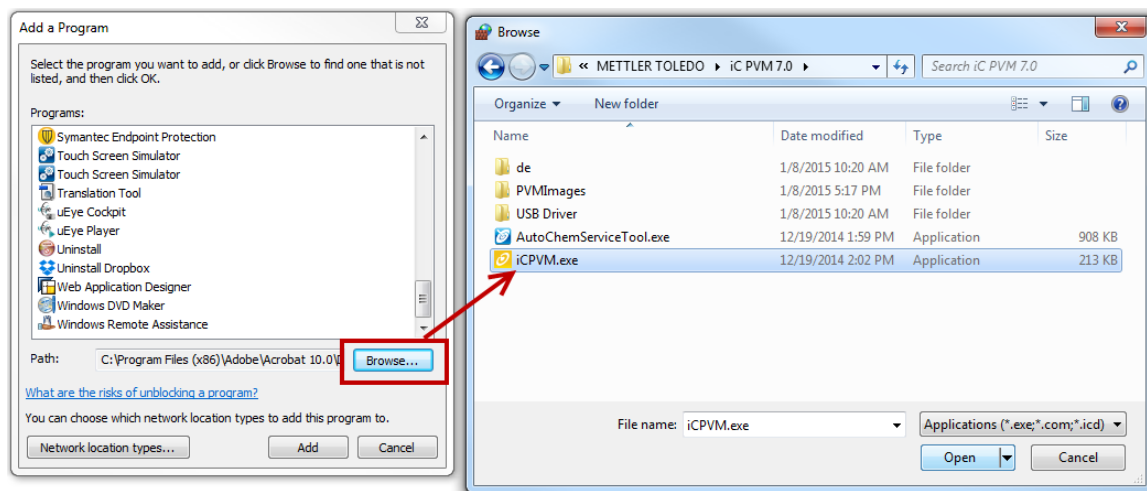 Add a Program
Select the program you want to add, or click Browse to find one that is not
listed, and then click OK.
Programs:
Symantec Endpoint Protection
Touch Screen Simulator
Touch Screen Simulator
Translation Tool
uEye Cockpit
uEye Player
Uninstall
Uninstall Dropbox
Web Application Designer
Windows DVD Maker
Windows Remote Assistance
Path: C:\Program Files (x86)\Adobe\Acrobat 10.0\ Browse...
What are the risks of unblocking a program?
You can choose which network location types to add this program to.
Network location types... Add Cancel
Browse
« METTLER TOLEDO iC PVM 7.0 Search iC PVM 7.0
Organize New folder
Name Date modified Type Size
de 1/8/2015 10:20 AM File folder
PVMImages 1/8/2015 5:17 PM File folder
USB Driver 1/8/2015 10:20 AM File folder
AutoChemServiceTool.exe 12/19/2014 1:59 PM Application 908 KB
iCPVM.exe 12/19/2014 2:02 PM Application 213 KB
File name: iCPVM.exe Applications (*.exe;*.com;*.icd)
Open Cancel